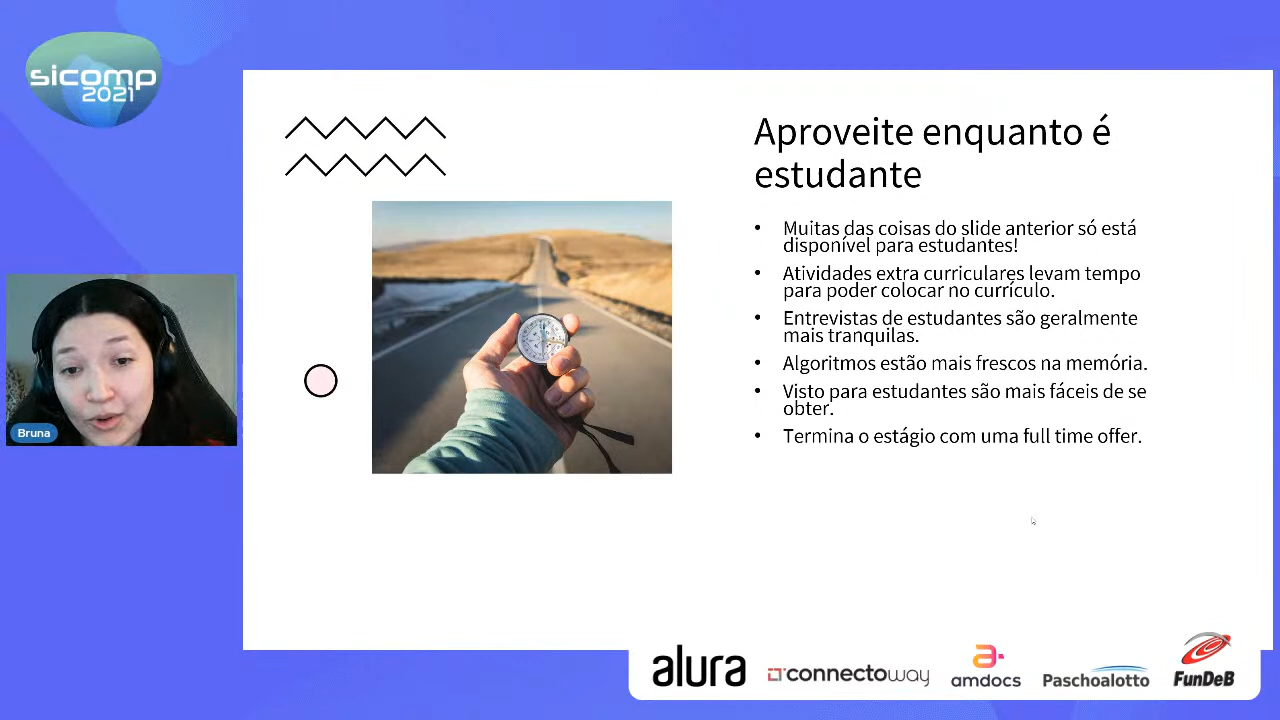 sicomp
2021
Aproveite enquanto é
estudante
• Muitas das coisas do slide anterior só está
disponível para estudantes!
• Atividades extra curriculares levam tempo
para poder colocar no currículo.
• Entrevistas de estudantes são geralmente
mais tranquilas.
• Algoritmos estão mais frescos na memória.
• Visto para estudantes são mais fáceis de se
obter.
• Termina o estágio com uma full time offer.
Bruna
alura
connectoway
amdocs
Paschoalotto
FunDeB